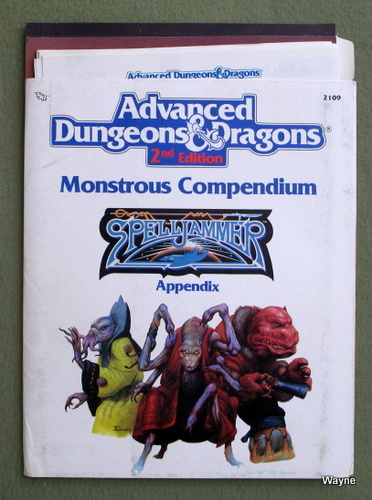 Advanced Dungeons & Dragons
2109
Advanced
Dungeons & Dragons®
2nd Edition
Monstrous Compendium
SPELLJAMMER
Appendix
Wayne